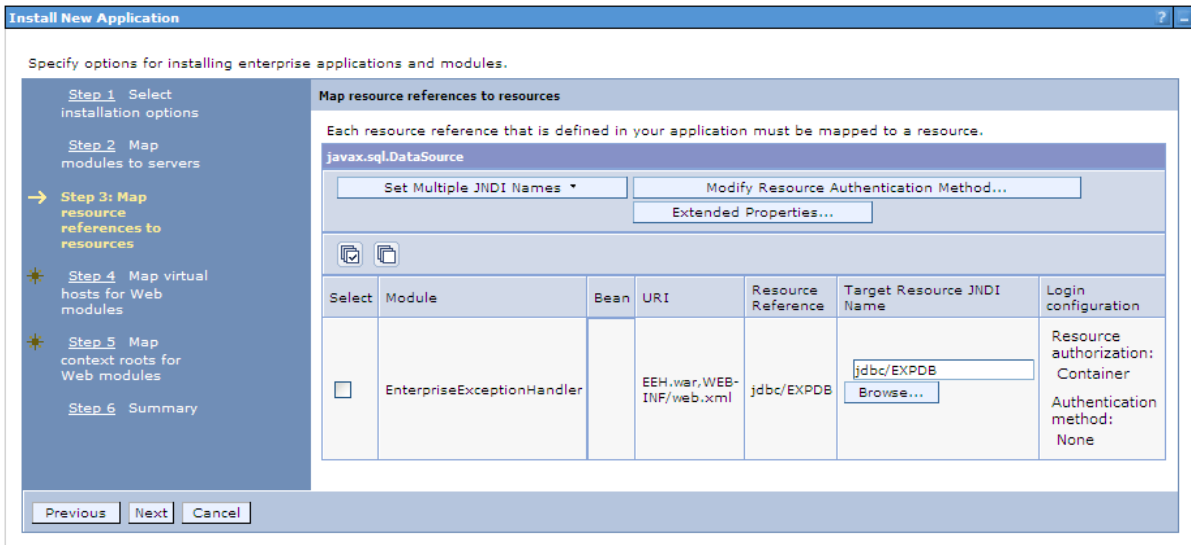 Install New Application
?
Specify options for installing enterprise applications and modules.
Step 1 Select
installation options
Step 2 Map
modules to servers
Step 3: Map
resource
references to
resources
Step 4 Map virtual
hosts for Web
modules
Step 5 Map
context roots for
Web modules
Step 6 Summary
Map resource references to resources
Each resource reference that is defined in your application must be mapped to a resource.
javax.sql.DataSource
Set Multiple JNDI Names
Modify Resource Authentication Method...
Extended Properties...
Select Module Bean URI Resource Reference Target Resource JNDI Name Login configuration
EnterpriseExceptionHandler
EEH.war,WEB-
INF/web.xml
jdbc/EXPDB
jdbc/EXPDB
Browse...
Resource
authorization:
Container
Authentication
method:
None
Previous Next Cancel